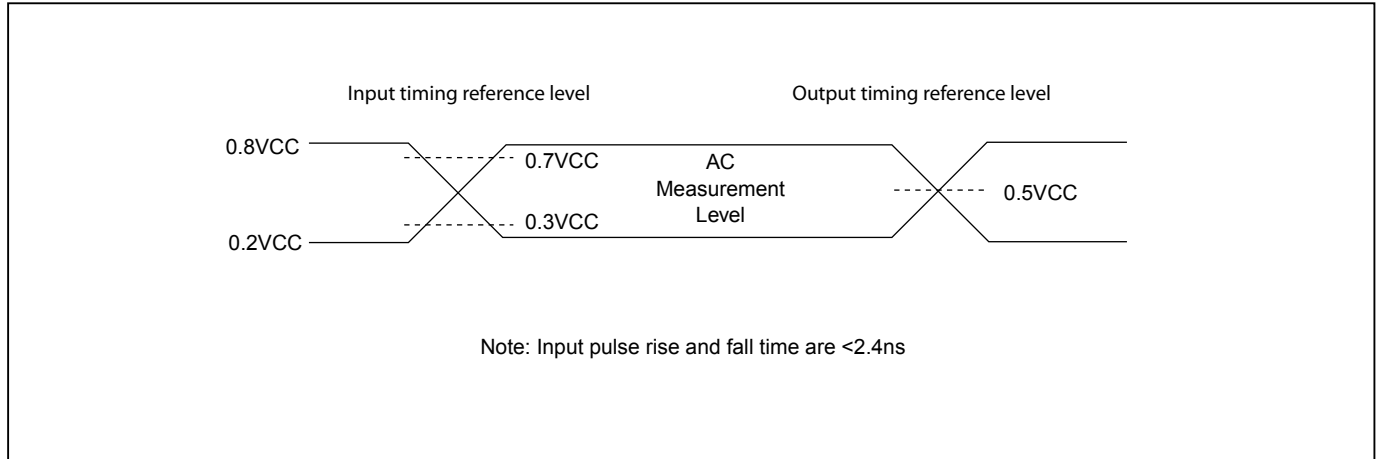 Input timing reference level
Output timing reference level
0.8VCC
0.7VCC
AC
Measurement
Level
0.5VCC
0.3VCC
0.2VCC
Note: Input pulse rise and fall time are <2.4ns